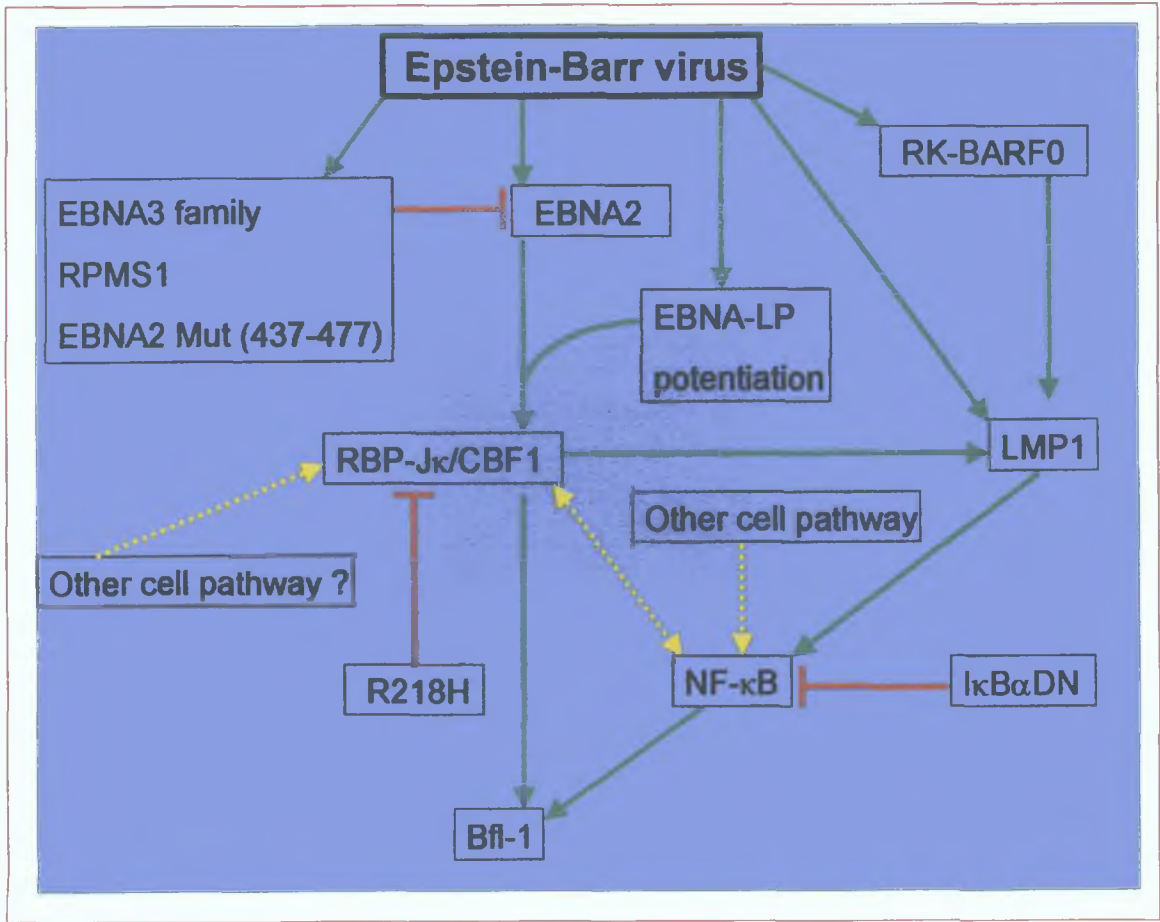 Epstein-Barr virus
RK-BARF0
EBNA3 family
RPMS1
EBNA2 Mut (437-477)
EBNA2
EBNA-LP
potentiation
RBP-Jκ/CBF1
LMP1
Other cell pathway
Other cell pathway ?
R218H
NF-κB
IκBαDN
Bfl-1